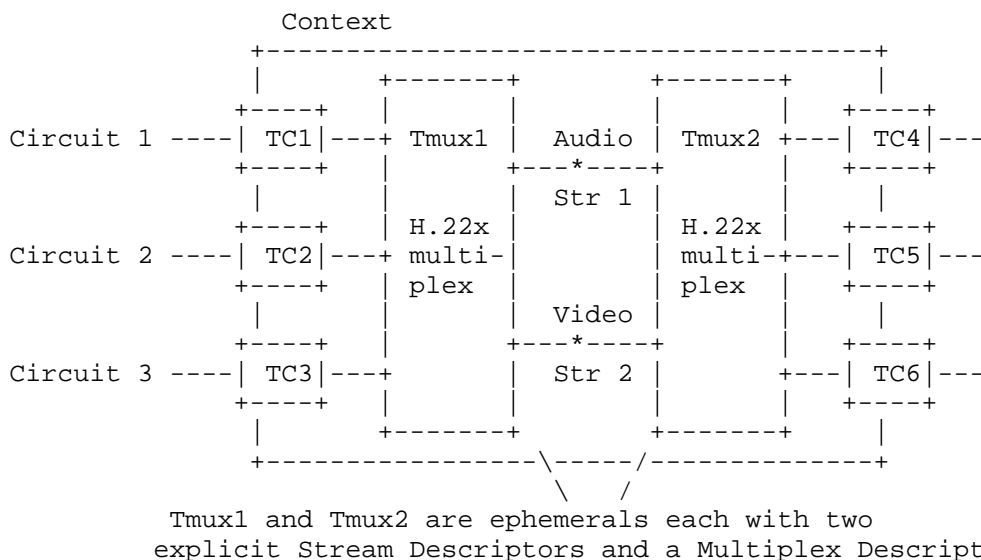 Context
Circuit 1 TC1 Tmux1 Audio Tmux2 TC4
Str 1
H.22x H.22x
Circuit 2 TC2 multi- multi- TC5
plex plex
Video
Circuit 3 TC3 Str 2 TC6
Tmux1 and Tmux2 are ephemerals each with two
explicit Stream Descriptors and a Multiplex Descript